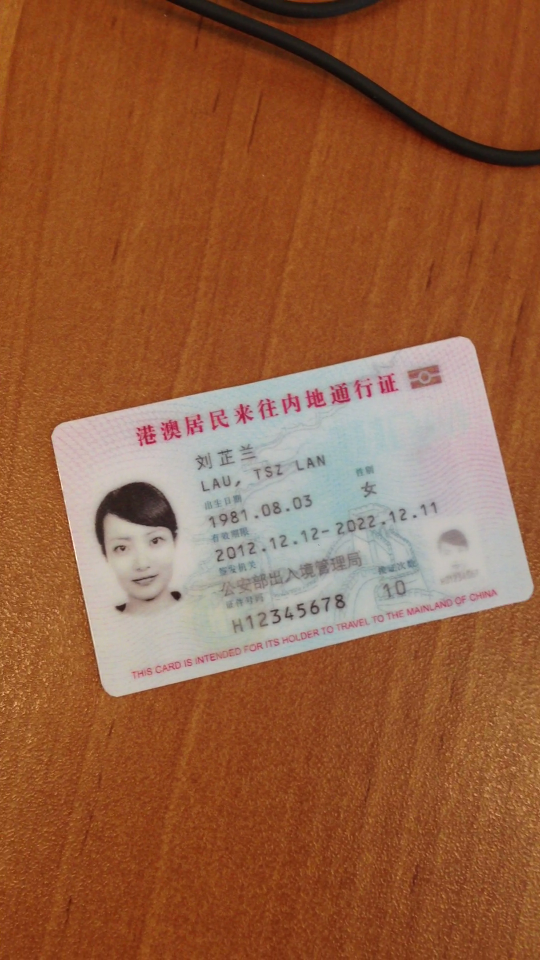 港澳居民来往内地通行证
刘芷兰
LAU, TSZ LAN
出生日期 性别
1981.08.03 女
有效期限
2012.12.12-2022.12.11
签发机关
公安部出入境管理局
证件号码 换证次数
H12345678 10
THIS CARD IS INTENDED FOR ITS HOLDER TO TRAVEL TO THE MAINLAND OF CHINA